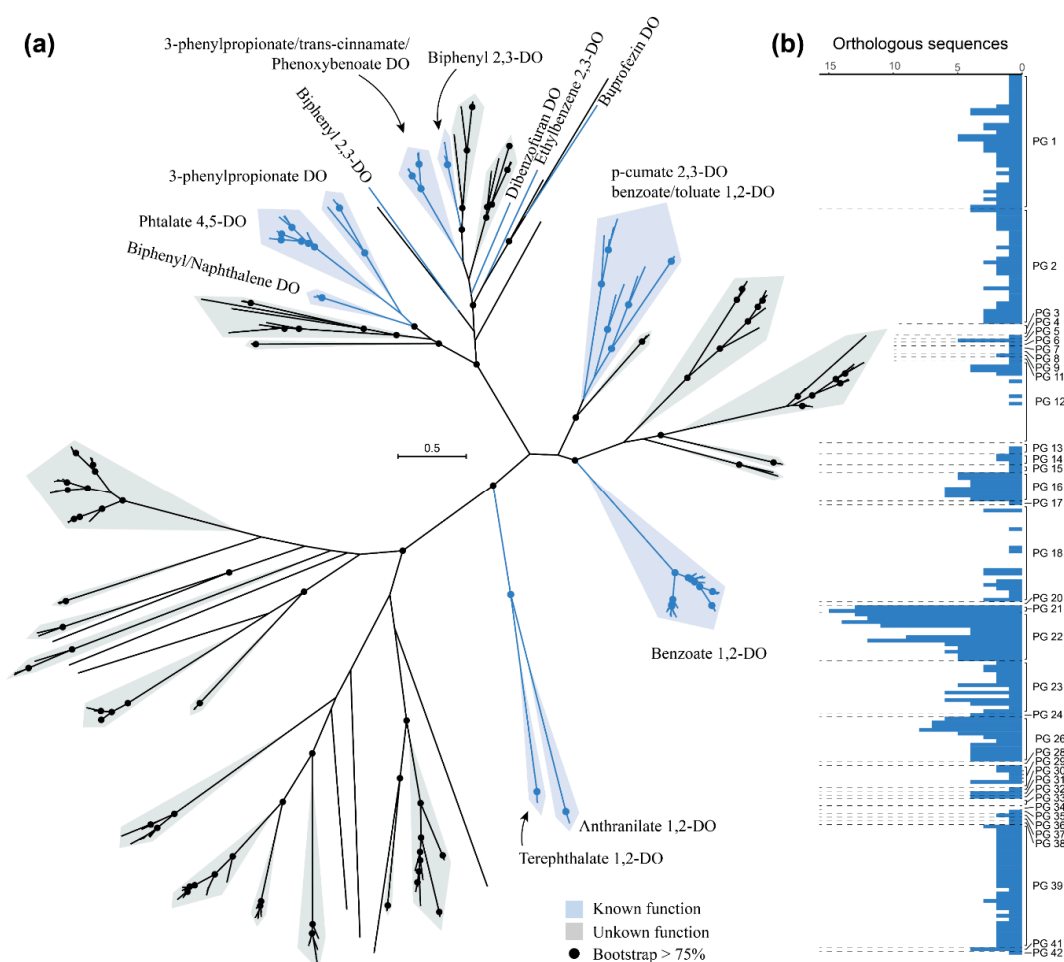 (a)
3-phenylpropionate/trans-cinnamate/
Phenoxybenoate DO
Biphenyl 2,3-DO
Biphenyl 2,3-DO
Dibenzofuran DO
Ethylbenzene 2,3-DO
Buprofezin DO
3-phenylpropionate DO
Phtalate 4,5-DO
Biphenyl/Naphthalene DO
p-cumate 2,3-DO
benzoate/toluate 1,2-DO
0.5
Benzoate 1,2-DO
Anthranilate 1,2-DO
Terephthalate 1,2-DO
Known function
Unkown function
Bootstrap > 75%
(b)
Orthologous sequences
15 10 5 0
PG 1
PG 2
PG 3
PG 4
PG 5
PG 6
PG 7
PG 8
PG 9
PG 11
PG 12
PG 13
PG 14
PG 15
PG 16
PG 17
PG 18
PG 20
PG 21
PG 22
PG 23
PG 24
PG 26
PG 28
PG 29
PG 30
PG 31
PG 32
PG 33
PG 34
PG 35
PG 36
PG 37
PG 38
PG 39
PG 41
PG 42